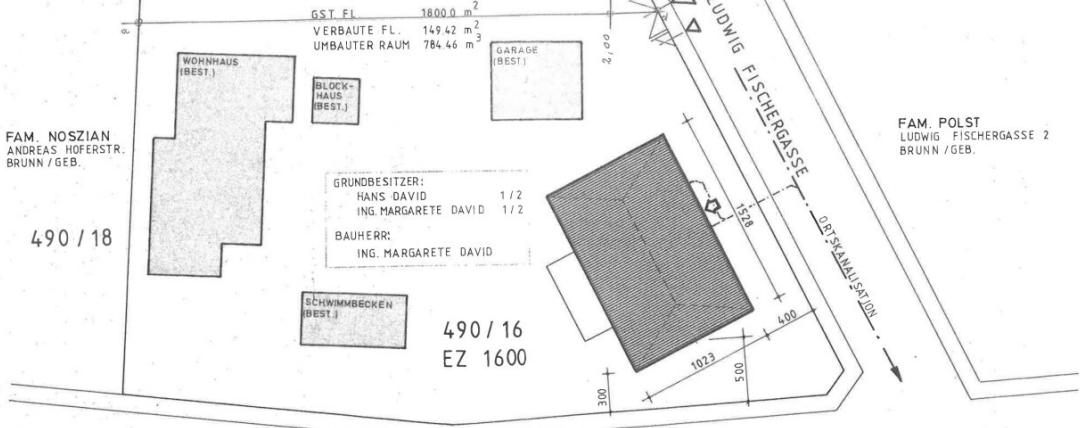 GST. FL. 1800.0 m²
VERBAUTE FL. 149.42 m²
UMBAUTER RAUM 784.46 m³
2,00
WOHNHAUS
(BEST.)
BLOCK-
HAUS
(BEST.)
GARAGE
(BEST.)
LUDWIG FISCHERGASSE
FAM. NOSZIAN
ANDREAS HOFERSTR.
BRUNN / GEB.
FAM. POLST
LUDWIG FISCHERGASSE 2
BRUNN / GEB.
490 / 18
GRUNDBESITZER:
HANS DAVID 1 / 2
ING. MARGARETE DAVID 1 / 2
BAUHERR:
ING. MARGARETE DAVID
1528
ORTSKANALISATION
SCHWIMMBECKEN
(BEST.)
490 / 16
EZ 1600
400
1023
500
300